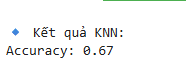 🔹 Kết quả KNN:
Accuracy: 0.67